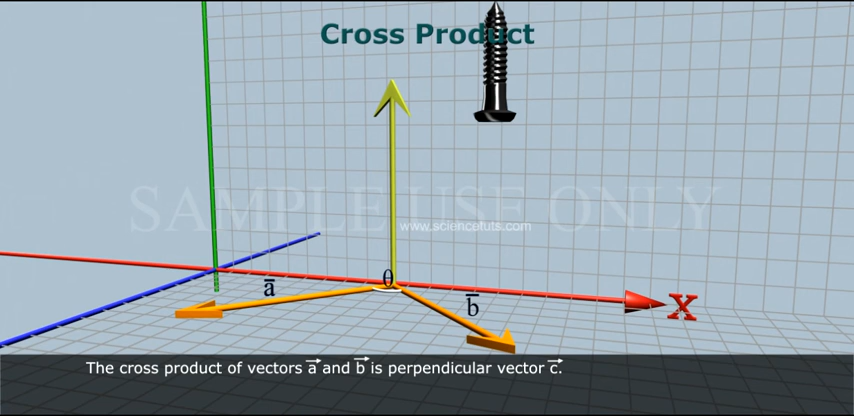 Cross Product
SAMPLE USE ONLY
www.sciencetuts.com
θ
a̅
b̅
X
The cross product of vectors a⃗ and b⃗ is perpendicular vector c⃗.